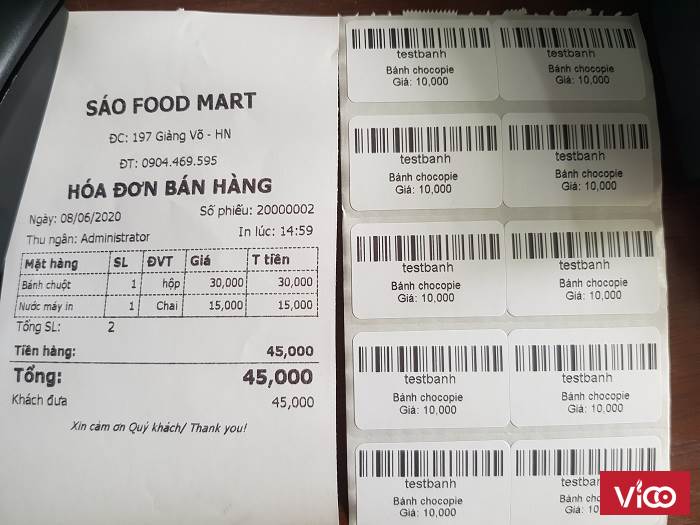 SÁO FOOD MART
ĐC: 197 Giảng Võ - HN
ĐT: 0904.469.595
HÓA ĐƠN BÁN HÀNG
Ngày: 08/06/2020 Số phiếu: 20000002
Thu ngân: Administrator In lúc: 14:59
Mặt hàng SL ĐVT Giá T tiền
Bánh chuột 1 hộp 30,000 30,000
Nước máy in 1 Chai 15,000 15,000
Tổng SL: 2
Tiền hàng: 45,000
Tổng: 45,000
Khách đưa 45,000
Xin cảm ơn Quý khách/ Thank you!
testbanh
Bánh chocopie
Giá: 10,000
testbanh
Bánh chocopie
Giá: 10,000
testbanh
Bánh chocopie
Giá: 10,000
testbanh
Bánh chocopie
Giá: 10,000
testbanh
Bánh chocopie
Giá: 10,000
testbanh
Bánh chocopie
Giá: 10,000
testbanh
Bánh chocopie
Giá: 10,000
testbanh
Bánh chocopie
Giá: 10,000
testbanh
Bánh chocopie
Giá: 10,000
testban
Bánh ch
Giá: 10
vicoo